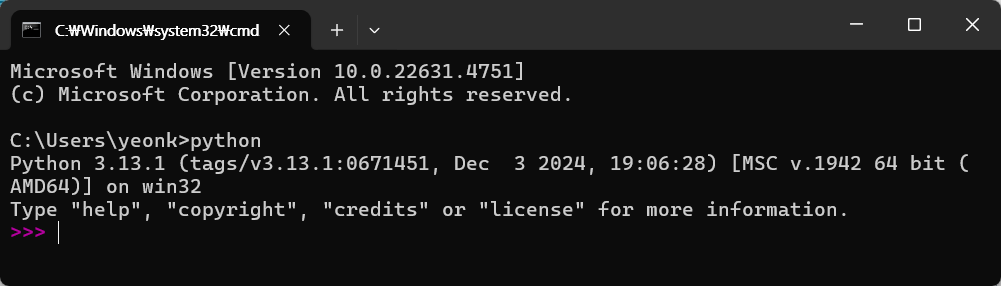 C:₩Windows₩system32₩cmd
Microsoft Windows [Version 10.0.22631.4751]
(c) Microsoft Corporation. All rights reserved.
C:\Users\yeonk>python
Python 3.13.1 (tags/v3.13.1:0671451, Dec  3 2024, 19:06:28) [MSC v.1942 64 bit (
AMD64)] on win32
Type "help", "copyright", "credits" or "license" for more information.
>>>